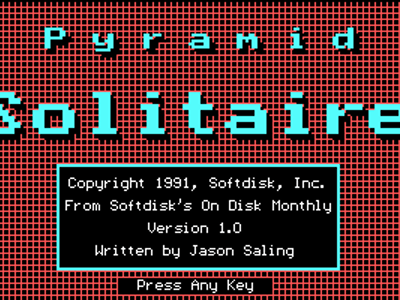 Pyramid
Solitaire
Copyright 1991, Softdisk, Inc.
From Softdisk's On Disk Monthly
Version 1.0
Written by Jason Saling
Press Any Key